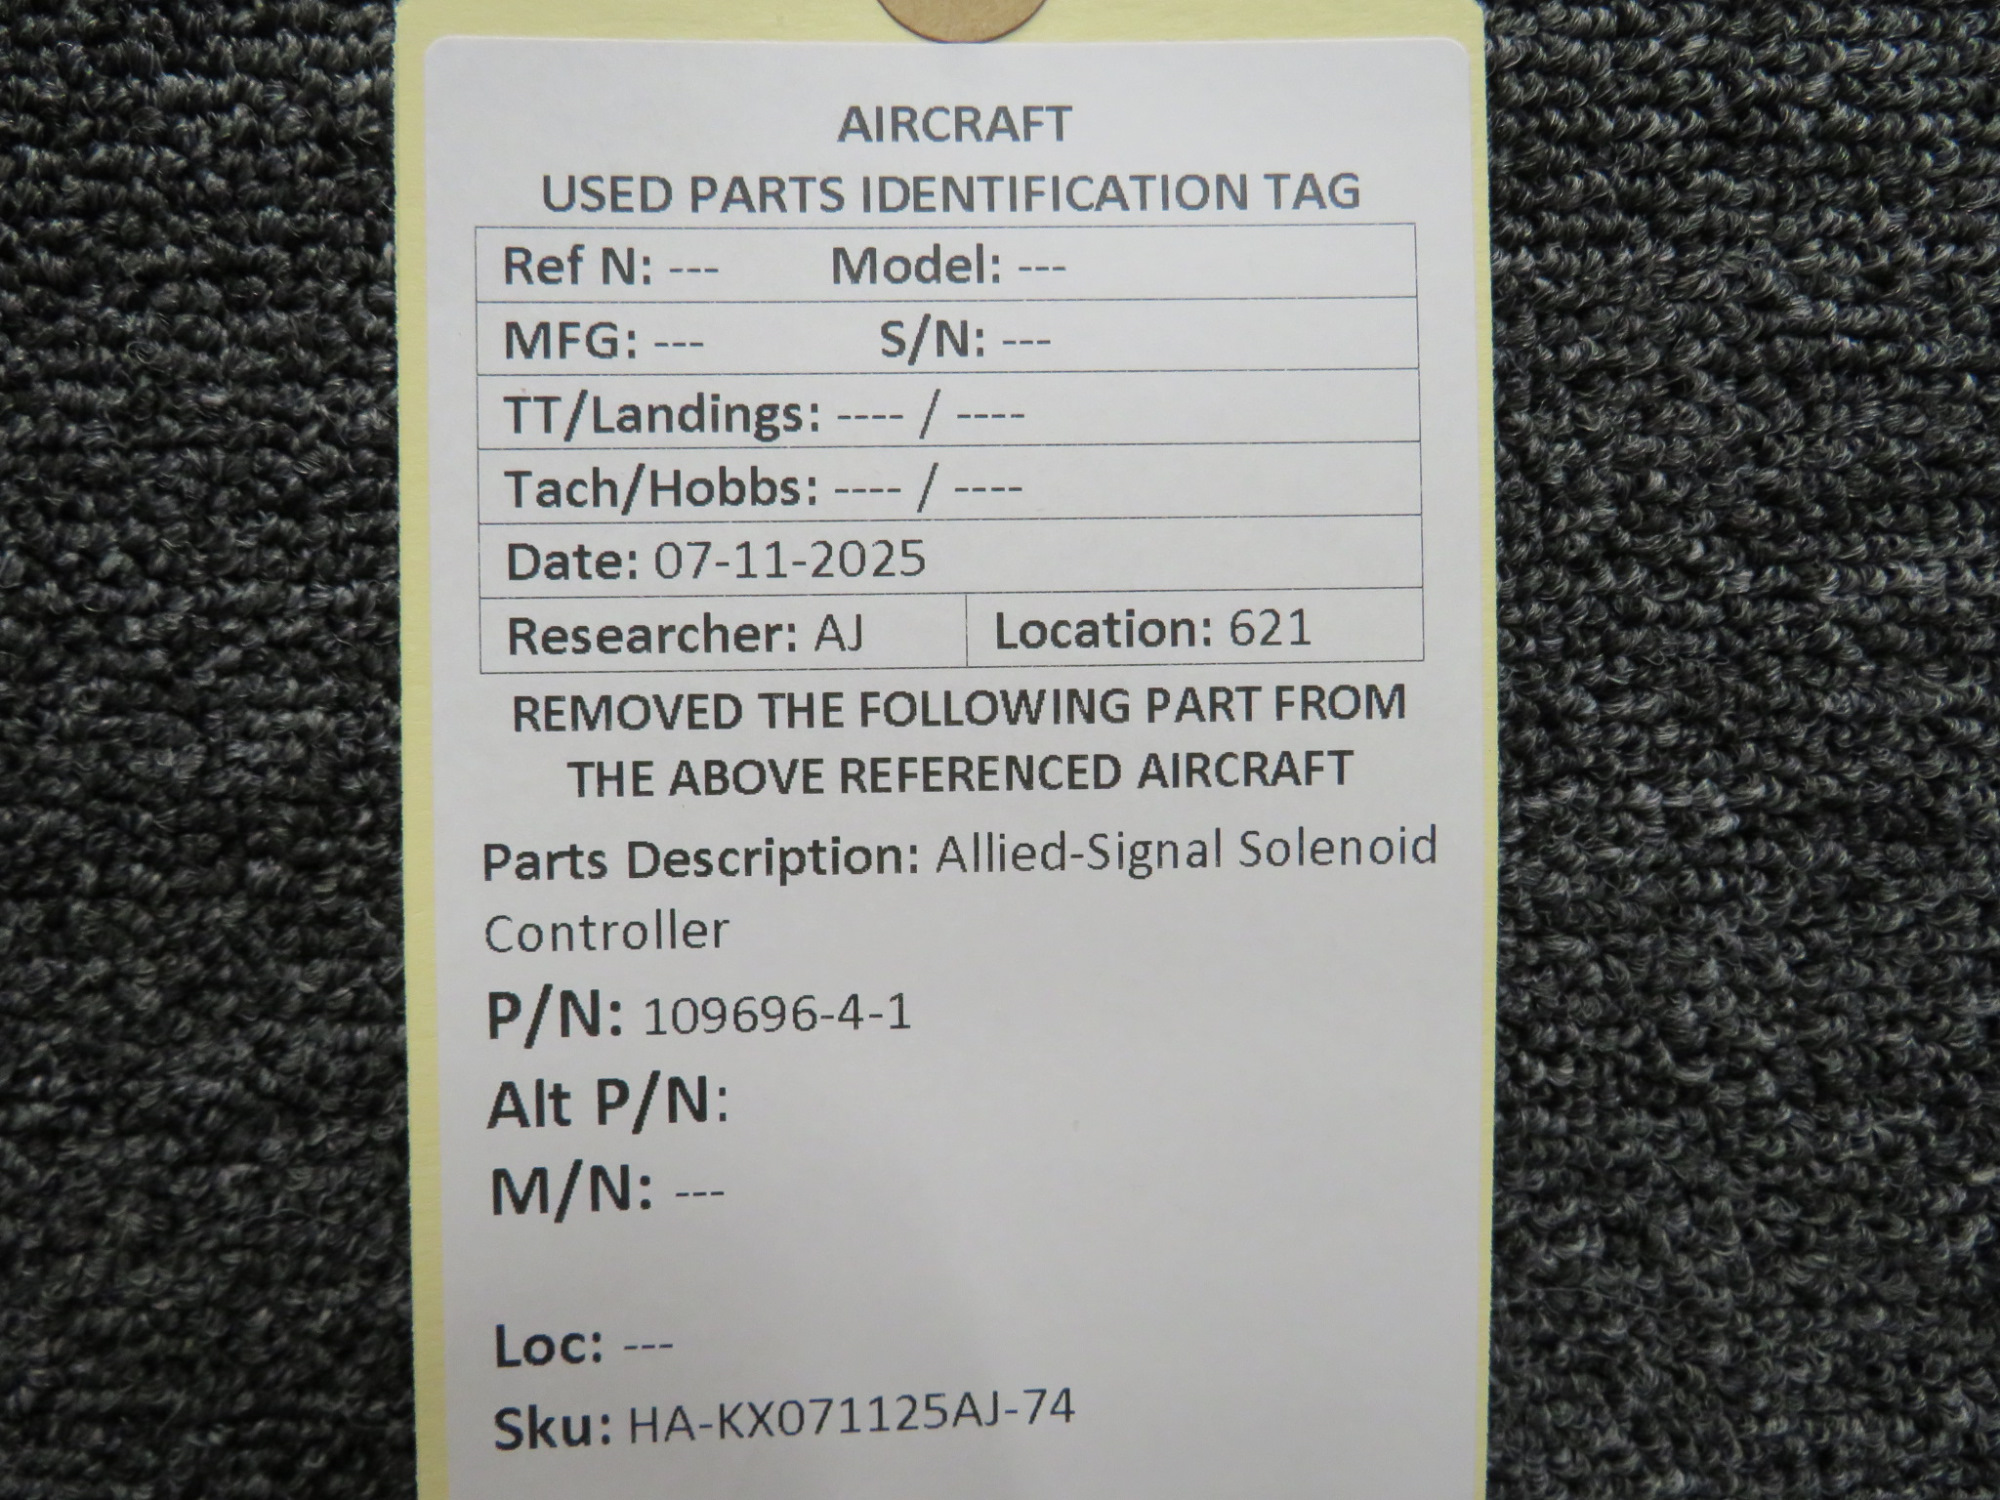 AIRCRAFT
USED PARTS IDENTIFICATION TAG
Ref N: --- Model: ---
MFG: --- S/N: ---
TT/Landings: ---- / ----
Tach/Hobbs: ---- / ----
Date: 07-11-2025
Researcher: AJ Location: 621
REMOVED THE FOLLOWING PART FROM
THE ABOVE REFERENCED AIRCRAFT
Parts Description: Allied-Signal Solenoid
Controller
P/N: 109696-4-1
Alt P/N:
M/N: ---
Loc: ---
Sku: HA-KX071125AJ-74